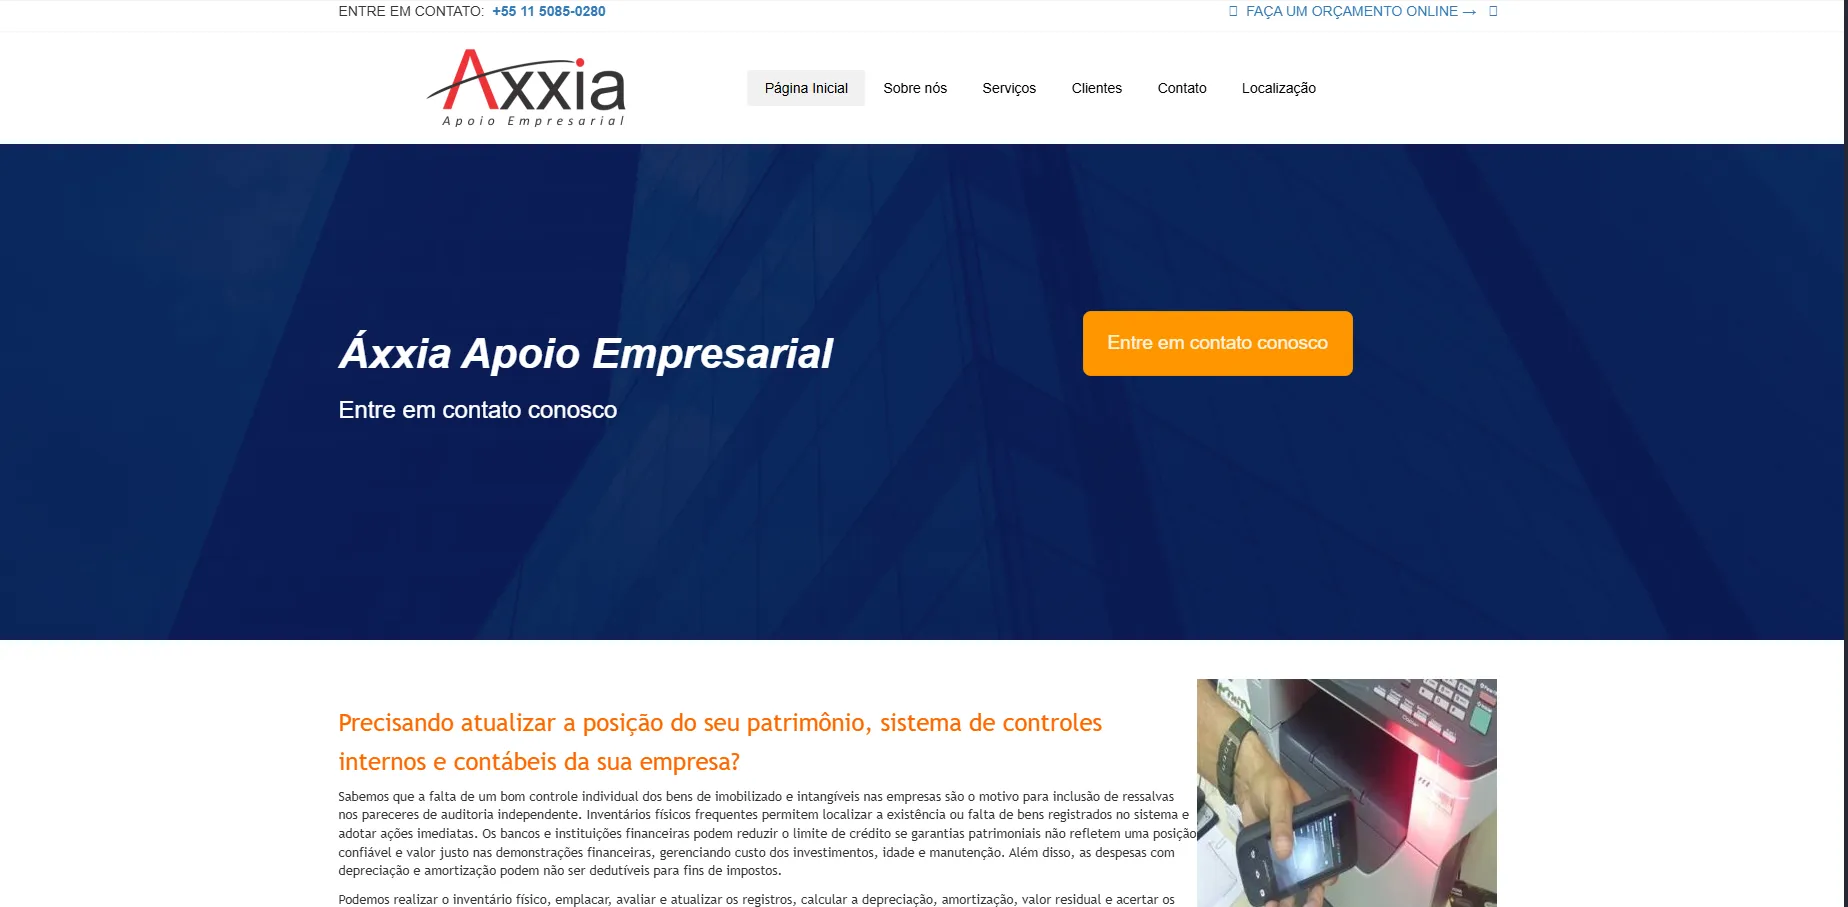 ENTRE EM CONTATO: +55 11 5085-0280
FAÇA UM ORÇAMENTO ONLINE →
Axxia
Apoio Empresarial
Página Inicial
Sobre nós
Serviços
Clientes
Contato
Localização
Áxxia Apoio Empresarial
Entre em contato conosco
Entre em contato conosco
Precisando atualizar a posição do seu patrimônio, sistema de controles
internos e contábeis da sua empresa?
Sabemos que a falta de um bom controle individual dos bens de imobilizado e intangíveis nas empresas são o motivo para inclusão de ressalvas
nos pareceres de auditoria independente. Inventários físicos frequentes permitem localizar a existência ou falta de bens registrados no sistema e
adotar ações imediatas. Os bancos e instituições financeiras podem reduzir o limite de crédito se garantias patrimoniais não refletem uma posição
confiável e valor justo nas demonstrações financeiras, gerenciando custo dos investimentos, idade e manutenção. Além disso, as despesas com
depreciação e amortização podem não ser dedutíveis para fins de impostos.
Podemos realizar o inventário físico, emplacar, avaliar e atualizar os registros, calcular a depreciação, amortização, valor residual e acertar os